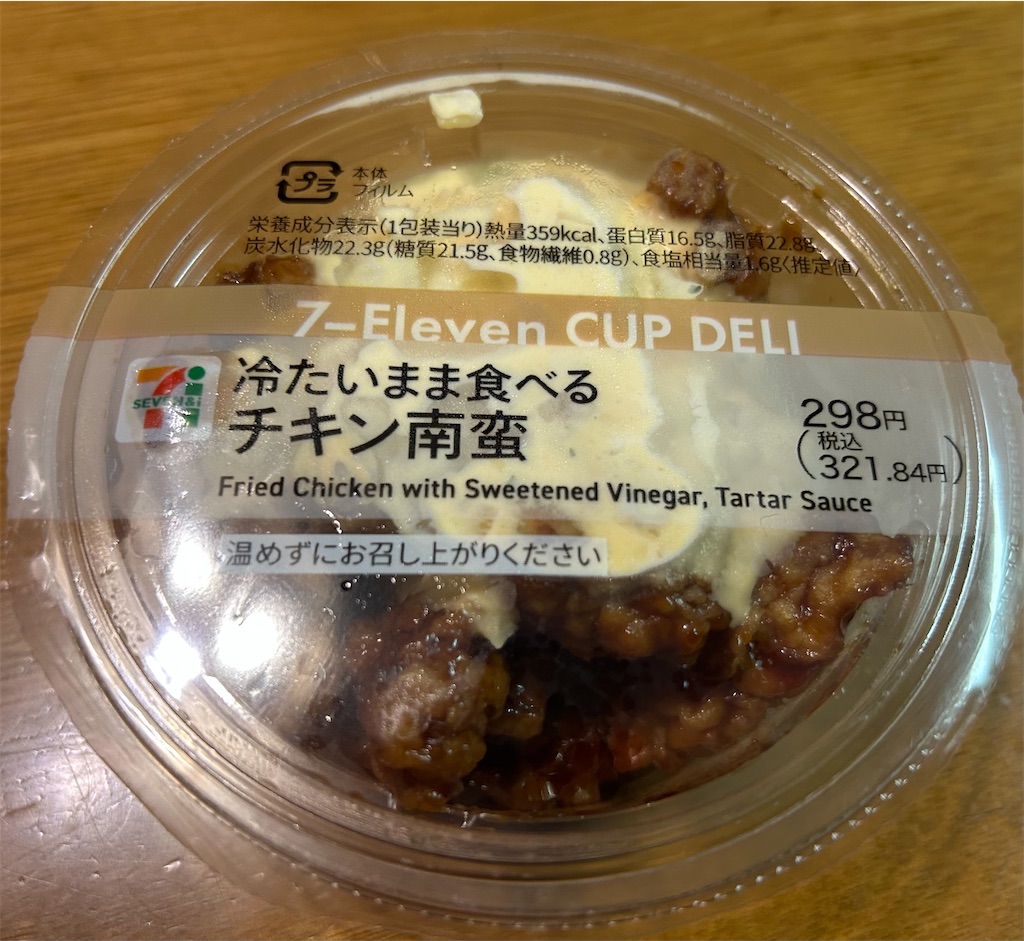 プラ
本体
フィルム
栄養成分表示(1包装当り)熱量359kcal、蛋白質16.5g、脂質22.8g、
炭水化物22.3g(糖質21.5g、食物繊維0.8g)、食塩相当量1.6g〈推定値〉
7-Eleven CUP DELI
SEVEN&i
冷たいまま食べる
チキン南蛮
298円
(税込
321.84円)
Fried Chicken with Sweetened Vinegar, Tartar Sauce
温めずにお召し上がりください